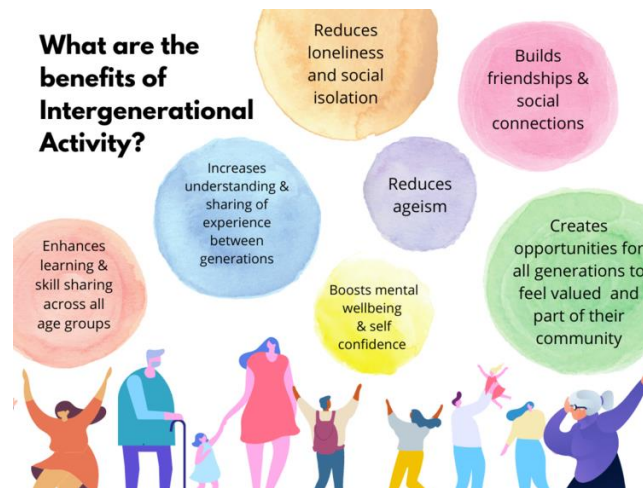 What are the
benefits of
Intergenerational
Activity?
Reduces
loneliness
and social
isolation
Builds
friendships &
social
connections
Increases
understanding &
sharing of
experience
between
generations
Reduces
ageism
Enhances
learning &
skill sharing
across all
age groups
Boosts mental
wellbeing
& self
confidence
Creates
opportunities for
all generations to
feel valued and
part of their
community